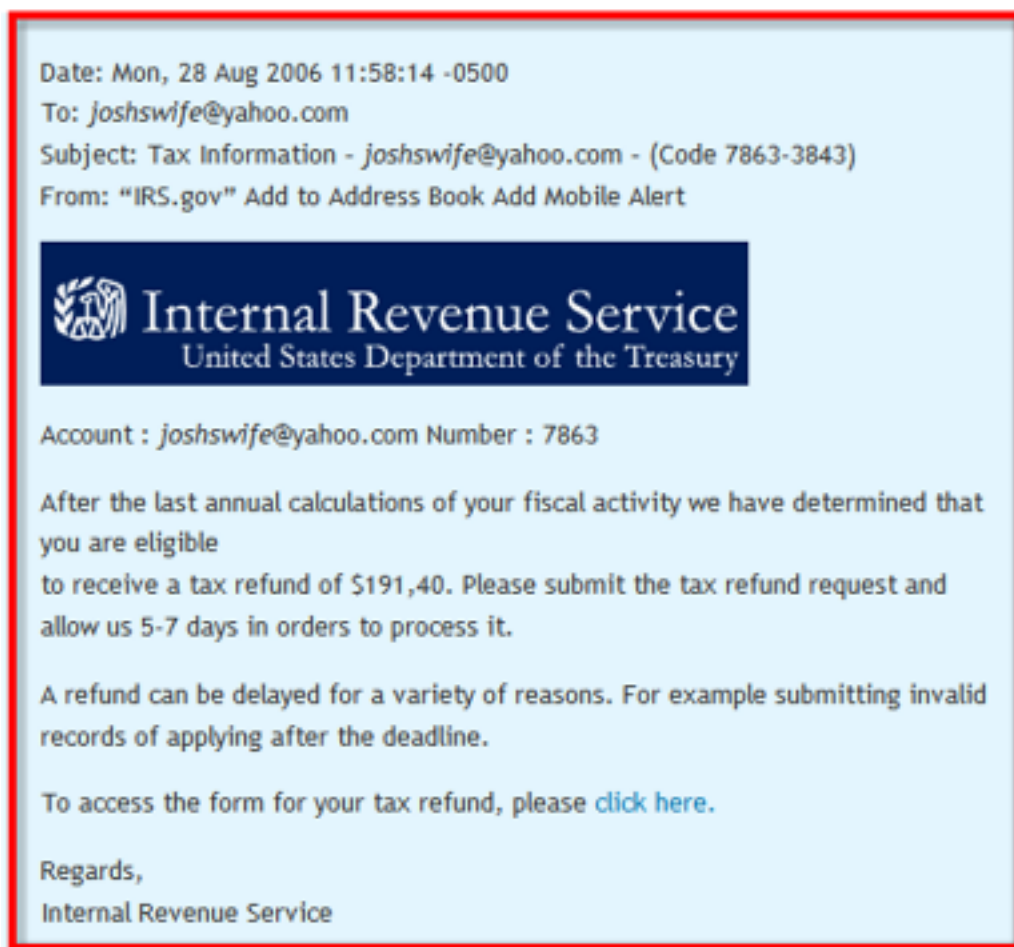 Date: Mon, 28 Aug 2006 11:58:14 -0500
To: joshswife@yahoo.com
Subject: Tax Information - joshswife@yahoo.com - (Code 7863-3843)
From: “IRS.gov” Add to Address Book Add Mobile Alert
Internal Revenue Service
United States Department of the Treasury
Account : joshswife@yahoo.com Number : 7863
After the last annual calculations of your fiscal activity we have determined that
you are eligible
to receive a tax refund of $191,40. Please submit the tax refund request and
allow us 5-7 days in orders to process it.
A refund can be delayed for a variety of reasons. For example submitting invalid
records of applying after the deadline.
To access the form for your tax refund, please click here.
Regards,
Internal Revenue Service